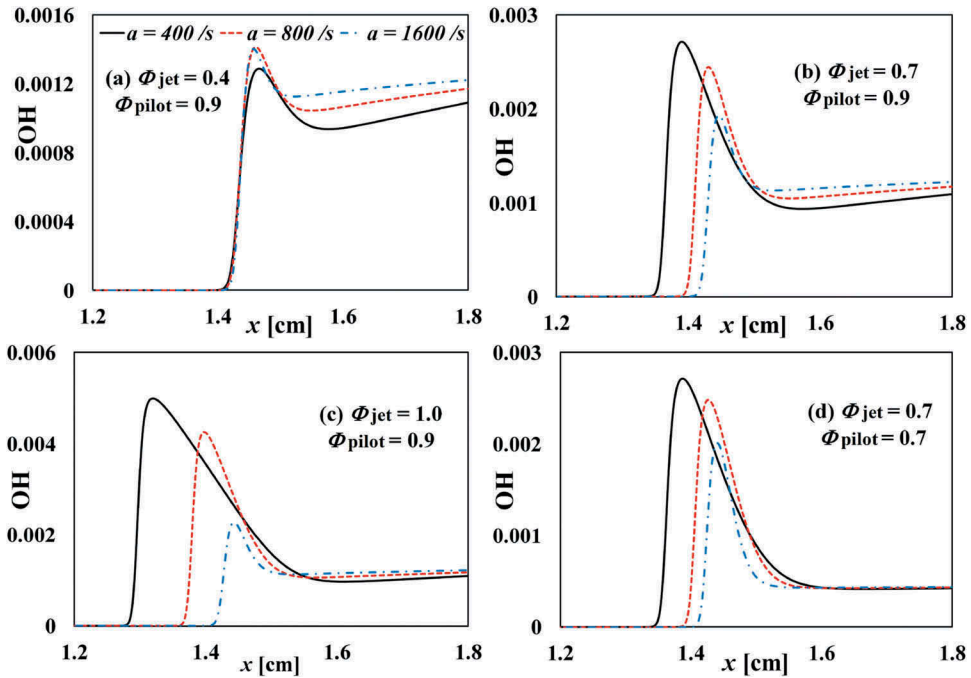 0.0016
a = 400 /s a = 800 /s a = 1600 /s
0.0012
(a) Φjet = 0.4
Φpilot = 0.9
OH
0.0008
0.0004
0
1.2 1.4 1.6 1.8
x [cm]
0.003
(b) Φjet = 0.7
Φpilot = 0.9
0.002
OH
0.001
0
1.2 1.4 1.6 1.8
x [cm]
0.006
(c) Φjet = 1.0
Φpilot = 0.9
0.004
OH
0.002
0
1.2 1.4 1.6 1.8
x [cm]
0.003
(d) Φjet = 0.7
Φpilot = 0.7
0.002
OH
0.001
0
1.2 1.4 1.6 1.8
x [cm]